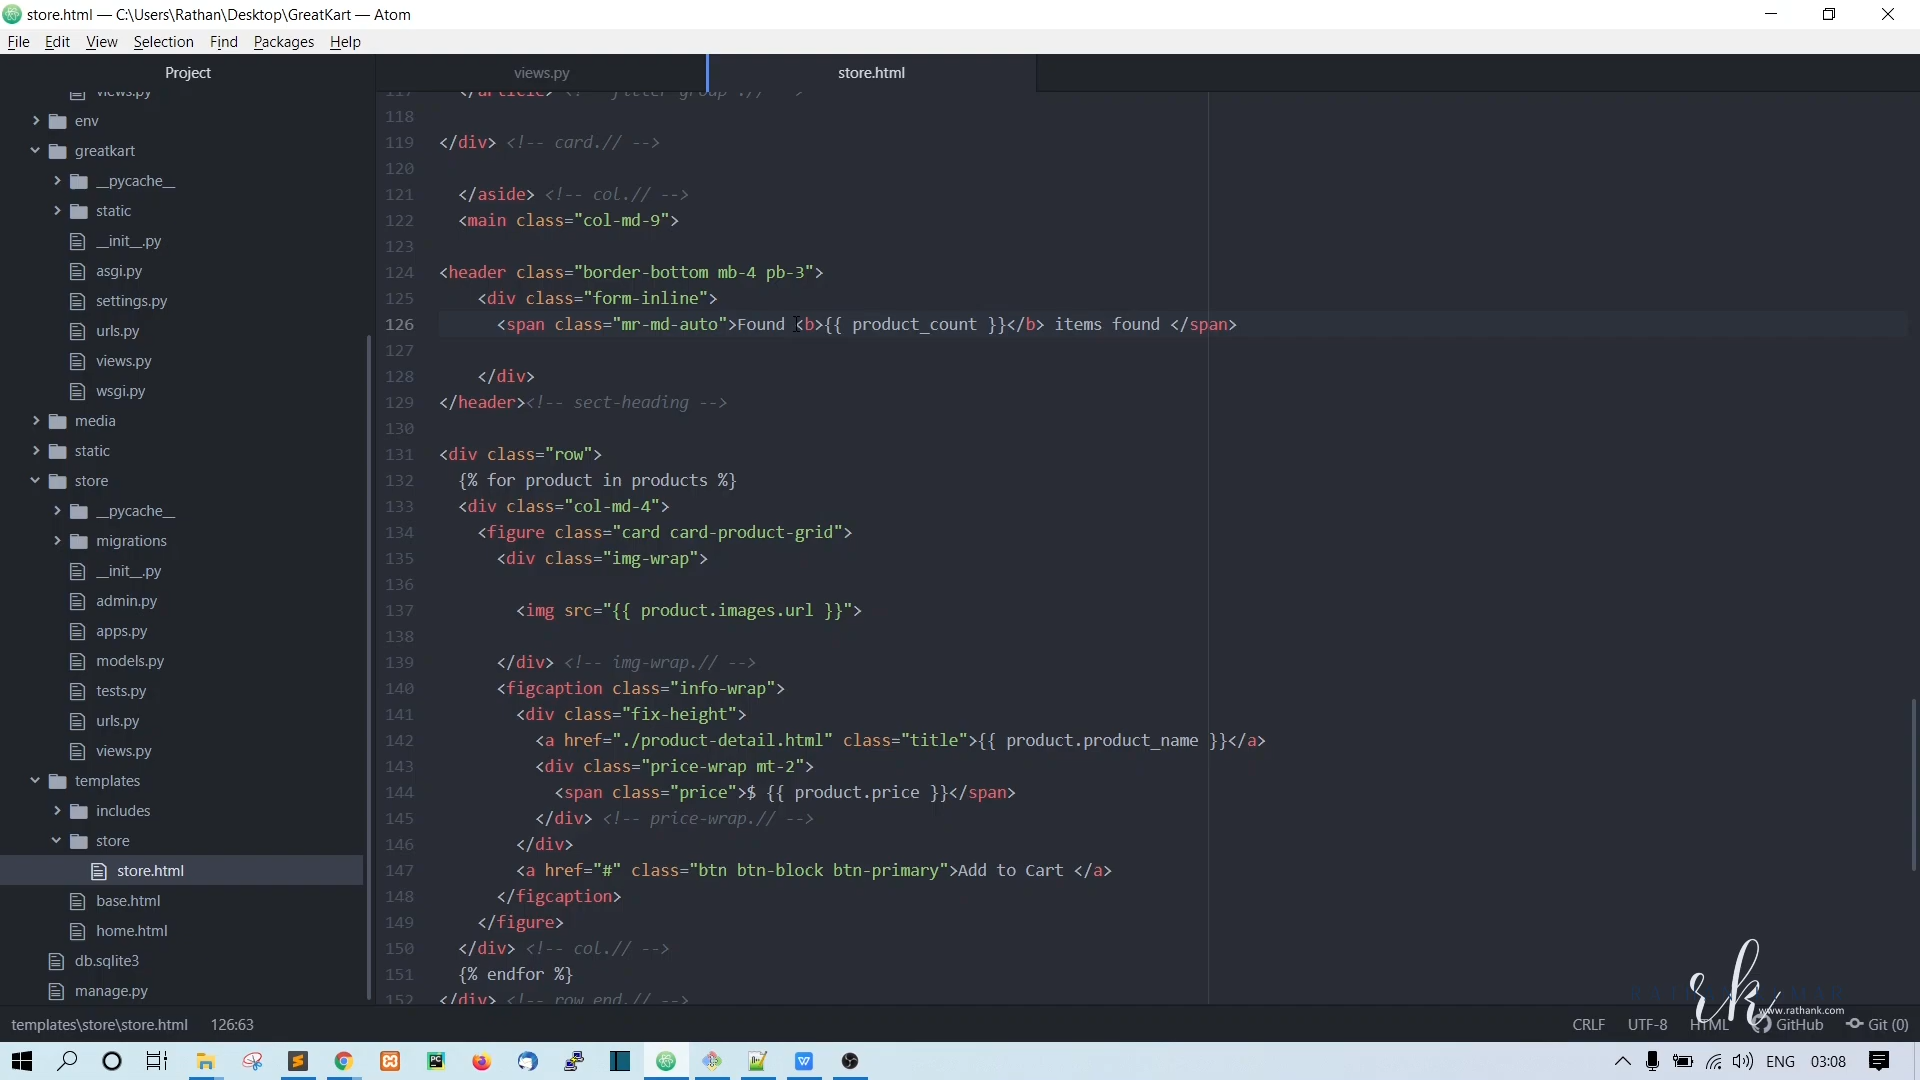 store.html — C:\Users\Rathan\Desktop\GreatKart — Atom
File Edit View Selection Find Packages Help
Project
views.py
store.html
views.py
env
greatkart
__pycache__
static
__init__.py
asgi.py
settings.py
urls.py
views.py
wsgi.py
media
static
store
__pycache__
migrations
__init__.py
admin.py
apps.py
models.py
tests.py
urls.py
views.py
templates
includes
store
store.html
base.html
home.html
db.sqlite3
manage.py
117 </article> <!-- filter-group .// -->
118
119 </div> <!-- card.// -->
120
121 </aside> <!-- col.// -->
122 <main class="col-md-9">
123
124 <header class="border-bottom mb-4 pb-3">
125 <div class="form-inline">
126 <span class="mr-md-auto">Found <b>{{ product_count }}</b> items found </span>
127
128 </div>
129 </header><!-- sect-heading -->
130
131 <div class="row">
132 {% for product in products %}
133 <div class="col-md-4">
134 <figure class="card card-product-grid">
135 <div class="img-wrap">
136
137 <img src="{{ product.images.url }}">
138
139 </div> <!-- img-wrap.// -->
140 <figcaption class="info-wrap">
141 <div class="fix-height">
142 <a href="./product-detail.html" class="title">{{ product.product_name }}</a>
143 <div class="price-wrap mt-2">
144 <span class="price">$ {{ product.price }}</span>
145 </div> <!-- price-wrap.// -->
146 </div>
147 <a href="#" class="btn btn-block btn-primary">Add to Cart </a>
148 </figcaption>
149 </figure>
150 </div> <!-- col.// -->
151 {% endfor %}
152 </div> <!-- row end.// -->
rk
www.rathank.com
templates\store\store.html 126:63
CRLF UTF-8 HTML GitHub Git (0)
ENG 03:08